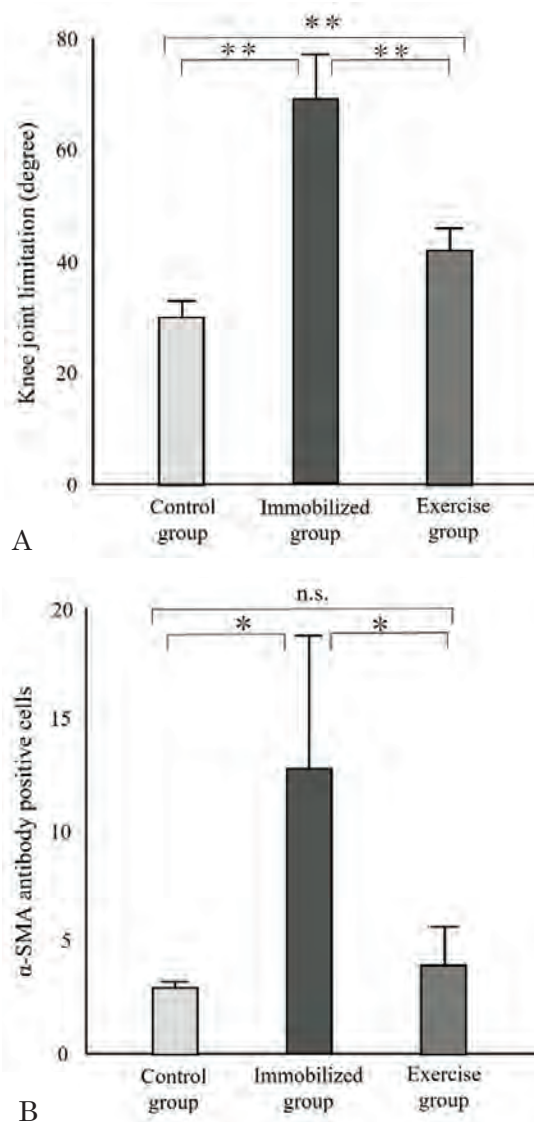 **
80
** **
60
40
20
0
Knee joint limitation (degree)
Control
group
Immobilized
group
Exercise
group
A
n.s.
20
* *
15
10
5
0
α-SMA antibody positive cells
Control
group
Immobilized
group
Exercise
group
B